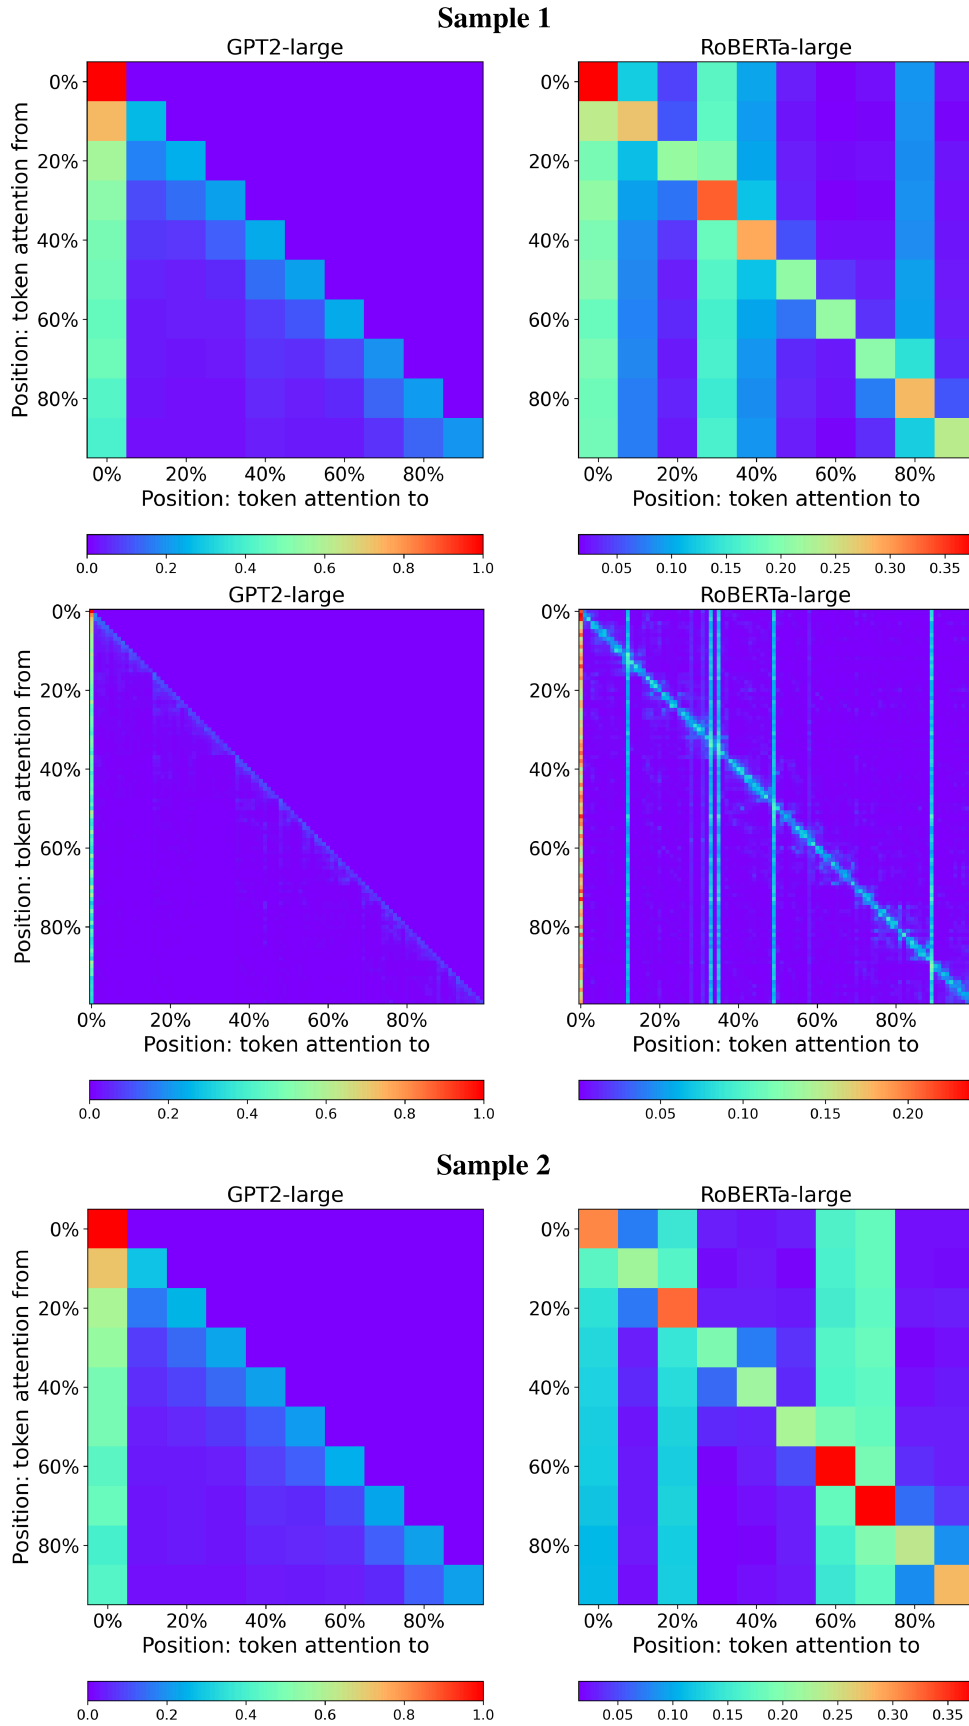 Sample 1
GPT2-large
RoBERTa-large
Position: token attention from
0%
20%
40%
60%
80%
0% 20% 40% 60% 80%
Position: token attention to
0.0 0.2 0.4 0.6 0.8 1.0
0%
20%
40%
60%
80%
0% 20% 40% 60% 80%
Position: token attention to
0.05 0.10 0.15 0.20 0.25 0.30 0.35
GPT2-large
RoBERTa-large
Position: token attention from
0%
20%
40%
60%
80%
0% 20% 40% 60% 80%
Position: token attention to
0.0 0.2 0.4 0.6 0.8 1.0
0%
20%
40%
60%
80%
0% 20% 40% 60% 80%
Position: token attention to
0.05 0.10 0.15 0.20
Sample 2
GPT2-large
RoBERTa-large
Position: token attention from
0%
20%
40%
60%
80%
0% 20% 40% 60% 80%
Position: token attention to
0.0 0.2 0.4 0.6 0.8 1.0
0%
20%
40%
60%
80%
0% 20% 40% 60% 80%
Position: token attention to
0.05 0.10 0.15 0.20 0.25 0.30 0.35